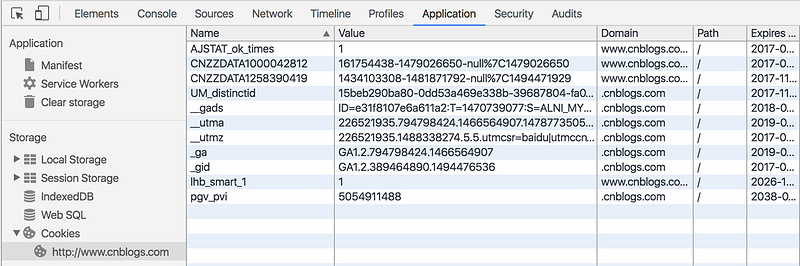 Elements Console Sources Network Timeline Profiles Application Security Audits
Application
Manifest
Service Workers
Clear storage
Storage
Local Storage
Session Storage
IndexedDB
Web SQL
Cookies
http://www.cnblogs.com
Name Value Domain Path Expires ...
AJSTAT_ok_times 1 www.cnblogs.co... / 2017-0...
CNZZDATA1000042812 161754438-1479026650-null%7C1479026650 www.cnblogs.co... / 2017-0...
CNZZDATA1258390419 1434103308-1481871792-null%7C1494471929 www.cnblogs.co... / 2017-11...
UM_distinctid 15beb290ba80-0dd53a469e338b-39687804-fa0... .cnblogs.com / 2017-11...
__gads ID=e31f8107e6a611a2:T=1470739077:S=ALNI_MY... .cnblogs.com / 2018-0...
__utma 226521935.794798424.1466564907.1478773505... .cnblogs.com / 2019-0...
__utmz 226521935.1488338274.5.5.utmcsr=baidu|utmccn... .cnblogs.com / 2017-0...
_ga GA1.2.794798424.1466564907 .cnblogs.com / 2019-0...
_gid GA1.2.389464890.1494476536 .cnblogs.com / 2017-0...
lhb_smart_1 1 www.cnblogs.co... / 2026-1...
pgv_pvi 5054911488 .cnblogs.com / 2038-0...